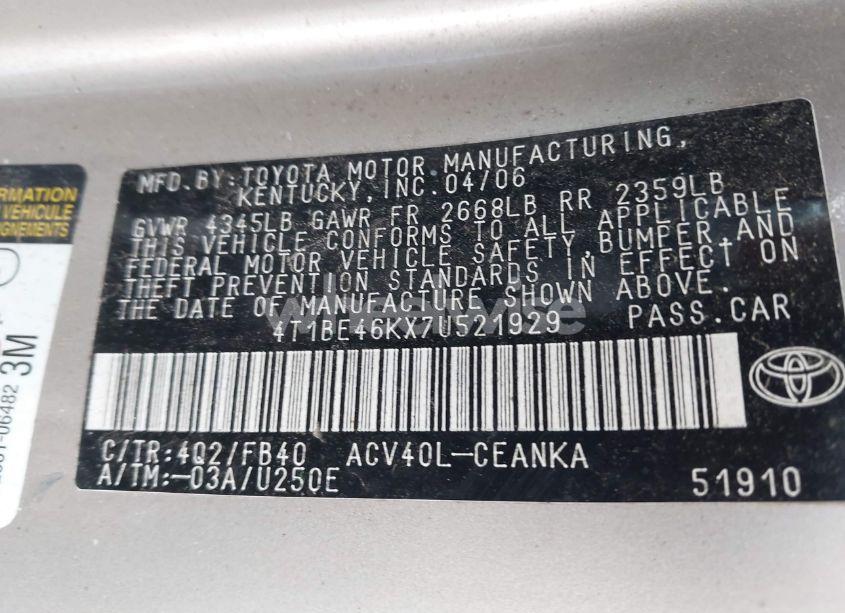 MFD. BY: TOYOTA MOTOR MANUFACTURING,
KENTUCKY, INC. 04/06
GVWR 4345LB GAWR FR 2668LB RR 2359LB
THIS VEHICLE CONFORMS TO ALL APPLICABLE
FEDERAL MOTOR VEHICLE SAFETY, BUMPER, AND
THEFT PREVENTION STANDARDS IN EFFECT ON
THE DATE OF MANUFACTURE SHOWN ABOVE.
4T1BE46KX7U521929 PASS. CAR
C/TR: 4Q2/FB40 ACV40L-CEANKA
A/TM: -03A/U250E 51910
3M
06482